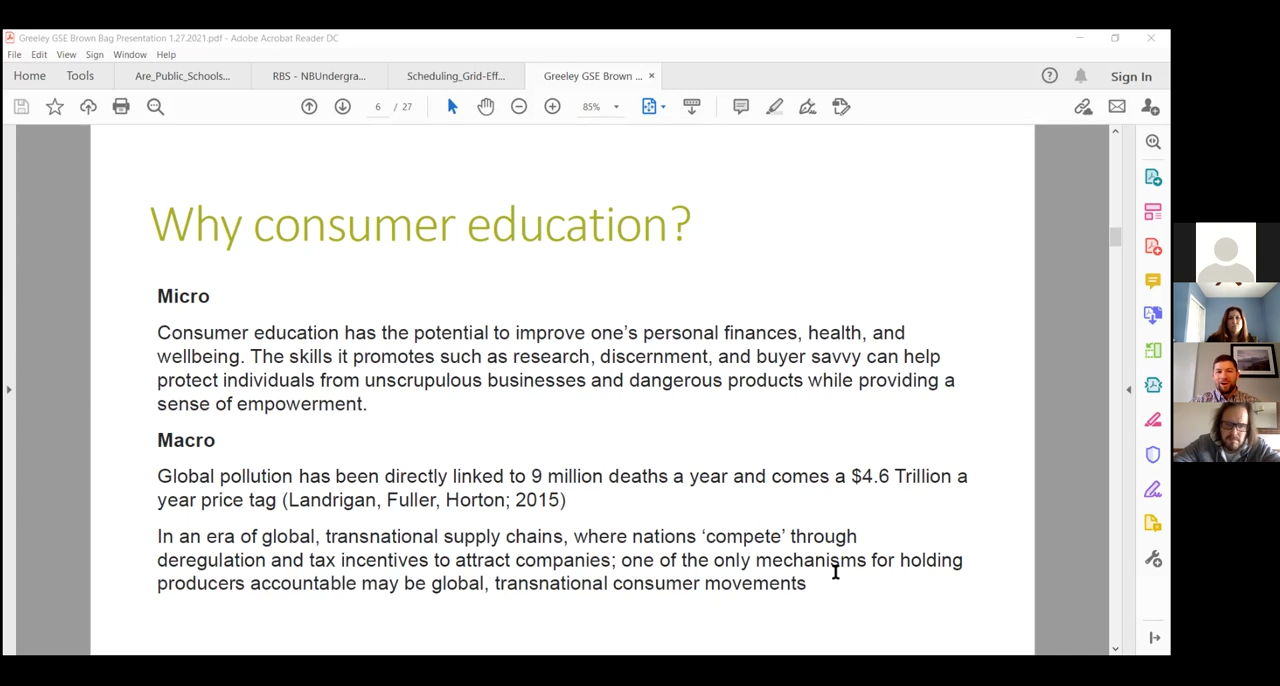 Greeley GSE Brown Bag Presentation 1.27.2021.pdf - Adobe Acrobat Reader DC
File Edit View Sign Window Help
Home Tools Are_Public_Schools... RBS - NBUndergra... Scheduling_Grid-Eff... Greeley GSE Brown ... × Sign In
6 / 27 85%
Why consumer education?
Micro
Consumer education has the potential to improve one's personal finances, health, and
wellbeing. The skills it promotes such as research, discernment, and buyer savvy can help
protect individuals from unscrupulous businesses and dangerous products while providing a
sense of empowerment.
Macro
Global pollution has been directly linked to 9 million deaths a year and comes a $4.6 Trillion a
year price tag (Landrigan, Fuller, Horton; 2015)
In an era of global, transnational supply chains, where nations ‘compete’ through
deregulation and tax incentives to attract companies; one of the only mechanisms for holding
producers accountable may be global, transnational consumer movements